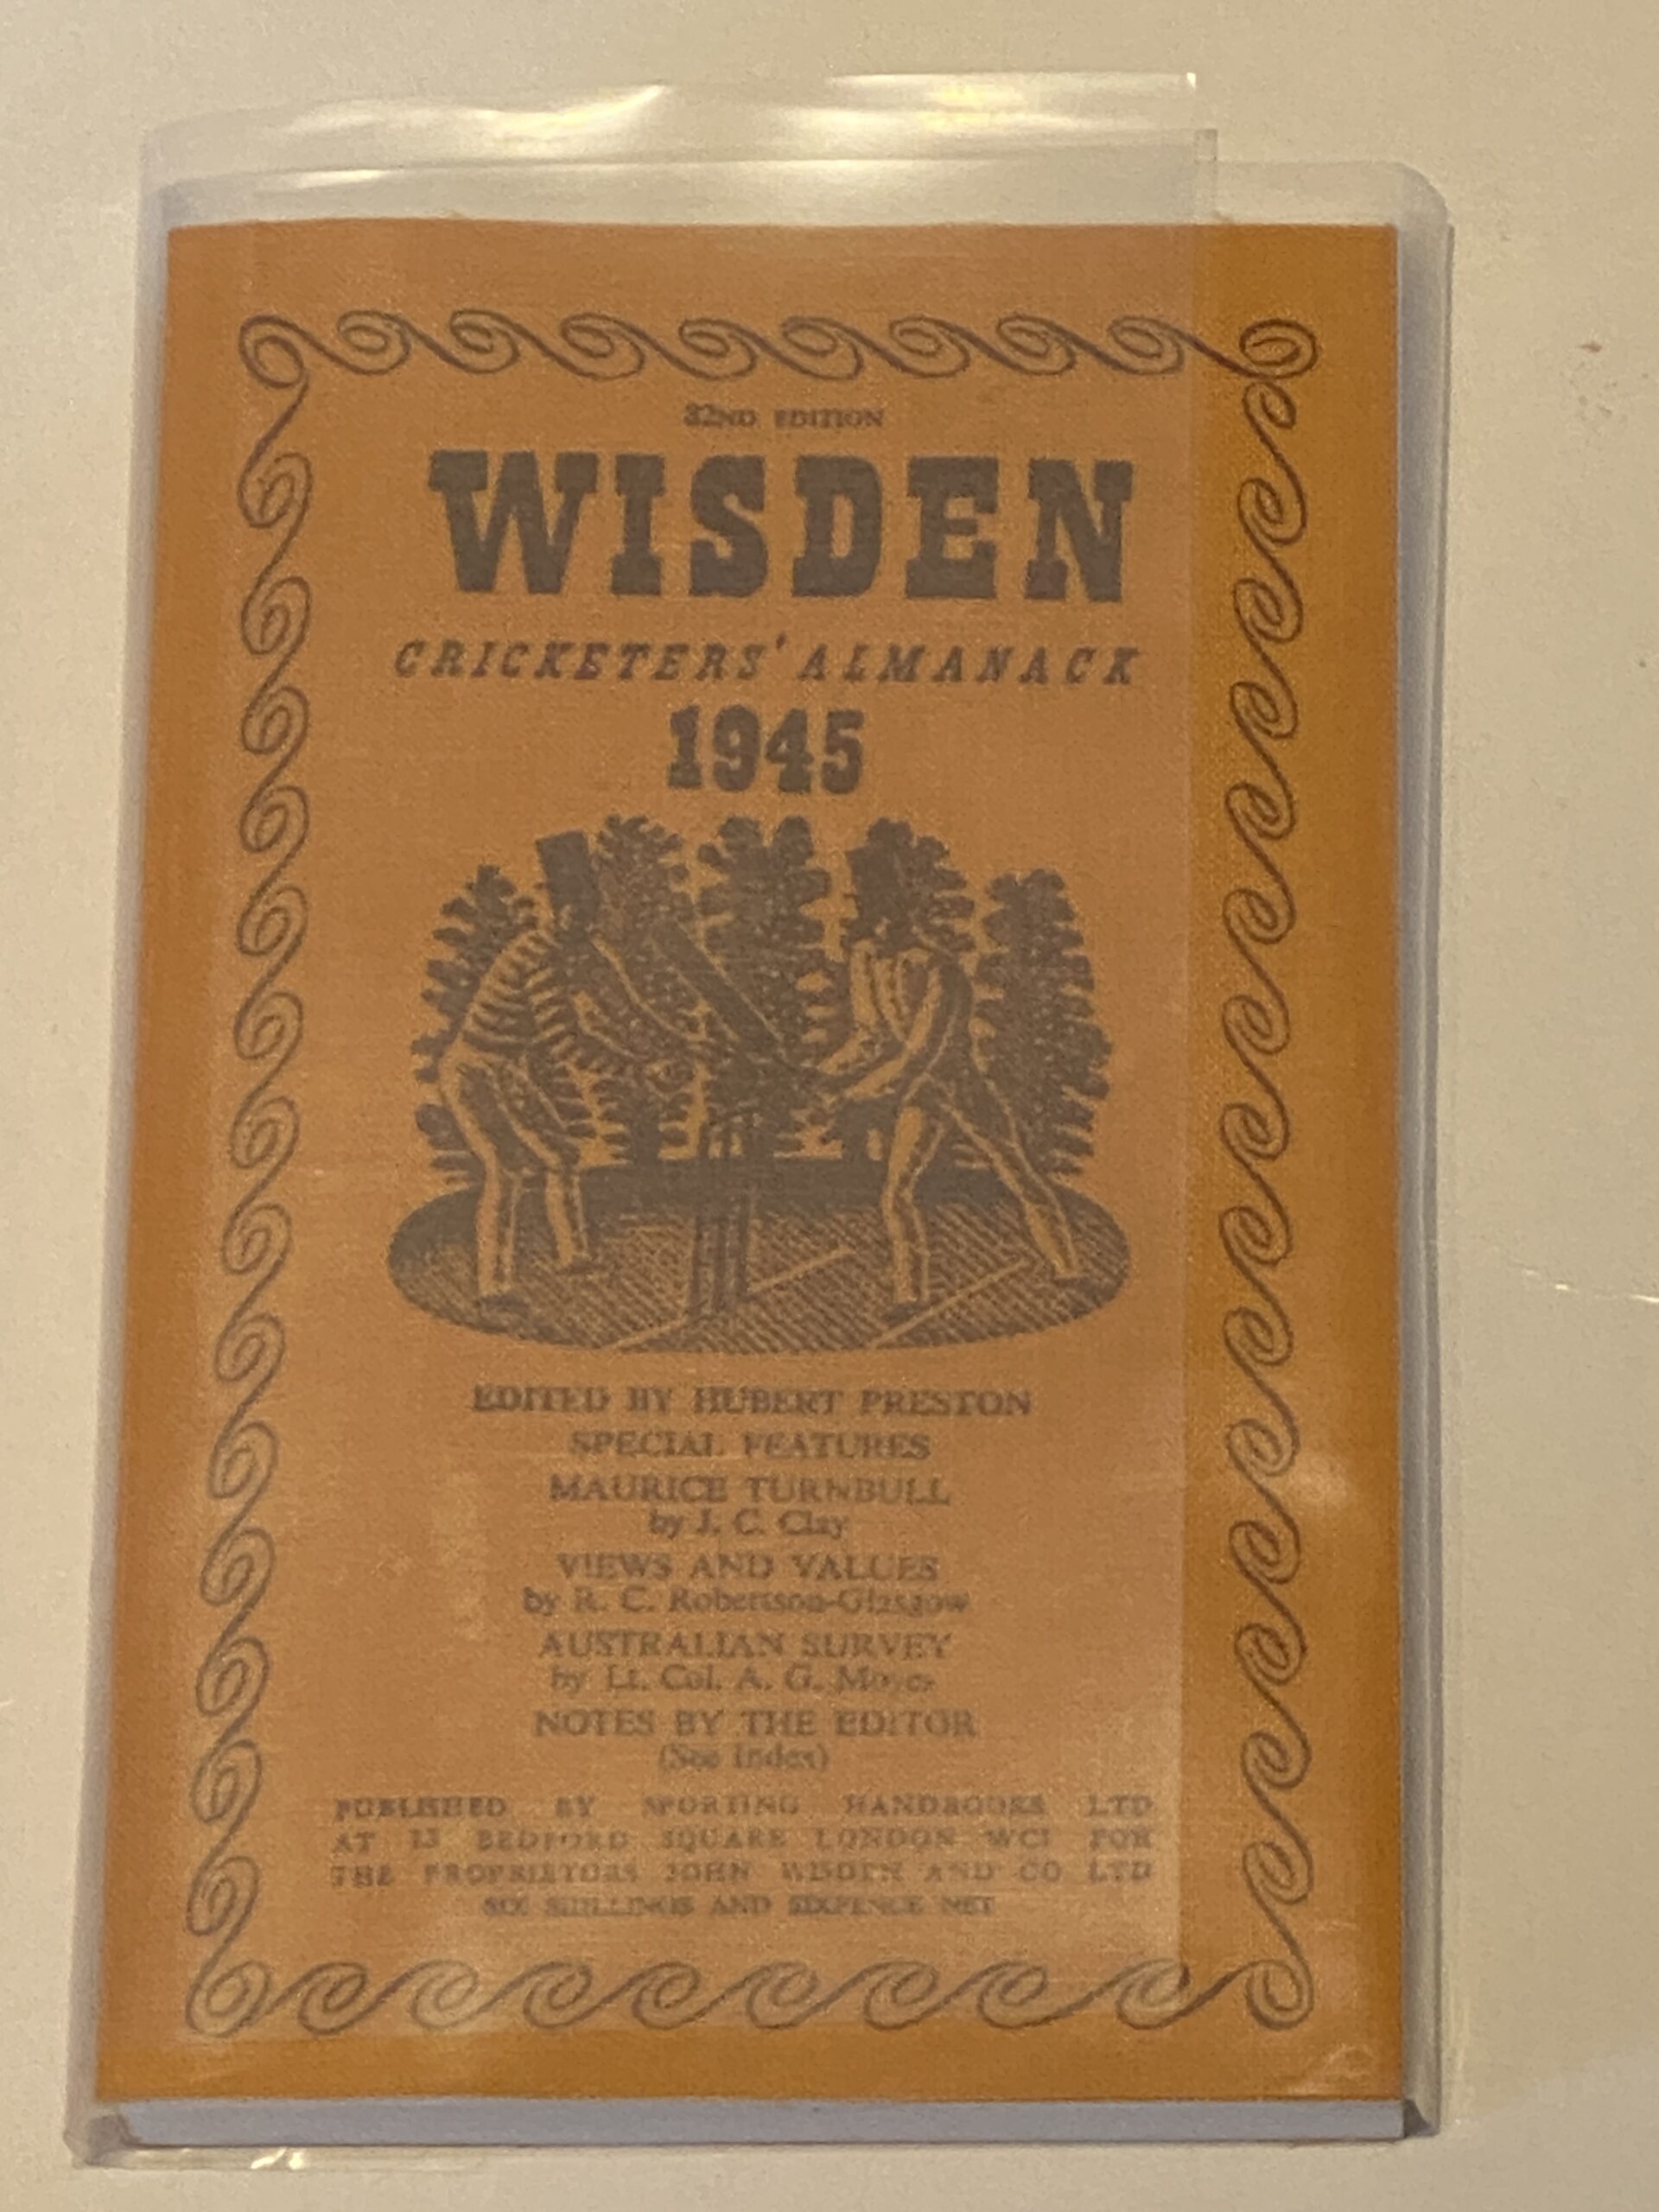 82ND EDITION
WISDEN
CRICKETERS' ALMANACK
1945
EDITED BY HUBERT PRESTON
SPECIAL FEATURES
MAURICE TURNBULL
by J. C. Clay
VIEWS AND VALUES
by R. C. Robertson-Glasgow
AUSTRALIAN SURVEY
by Lt. Col. A. G. Moyes
NOTES BY THE EDITOR
(See Index)
PUBLISHED BY SPORTING HANDBOOKS LTD
AT 13 BEDFORD SQUARE LONDON WC1 FOR
THE PROPRIETORS JOHN WISDEN AND CO LTD
SIX SHILLINGS AND SIXPENCE NET